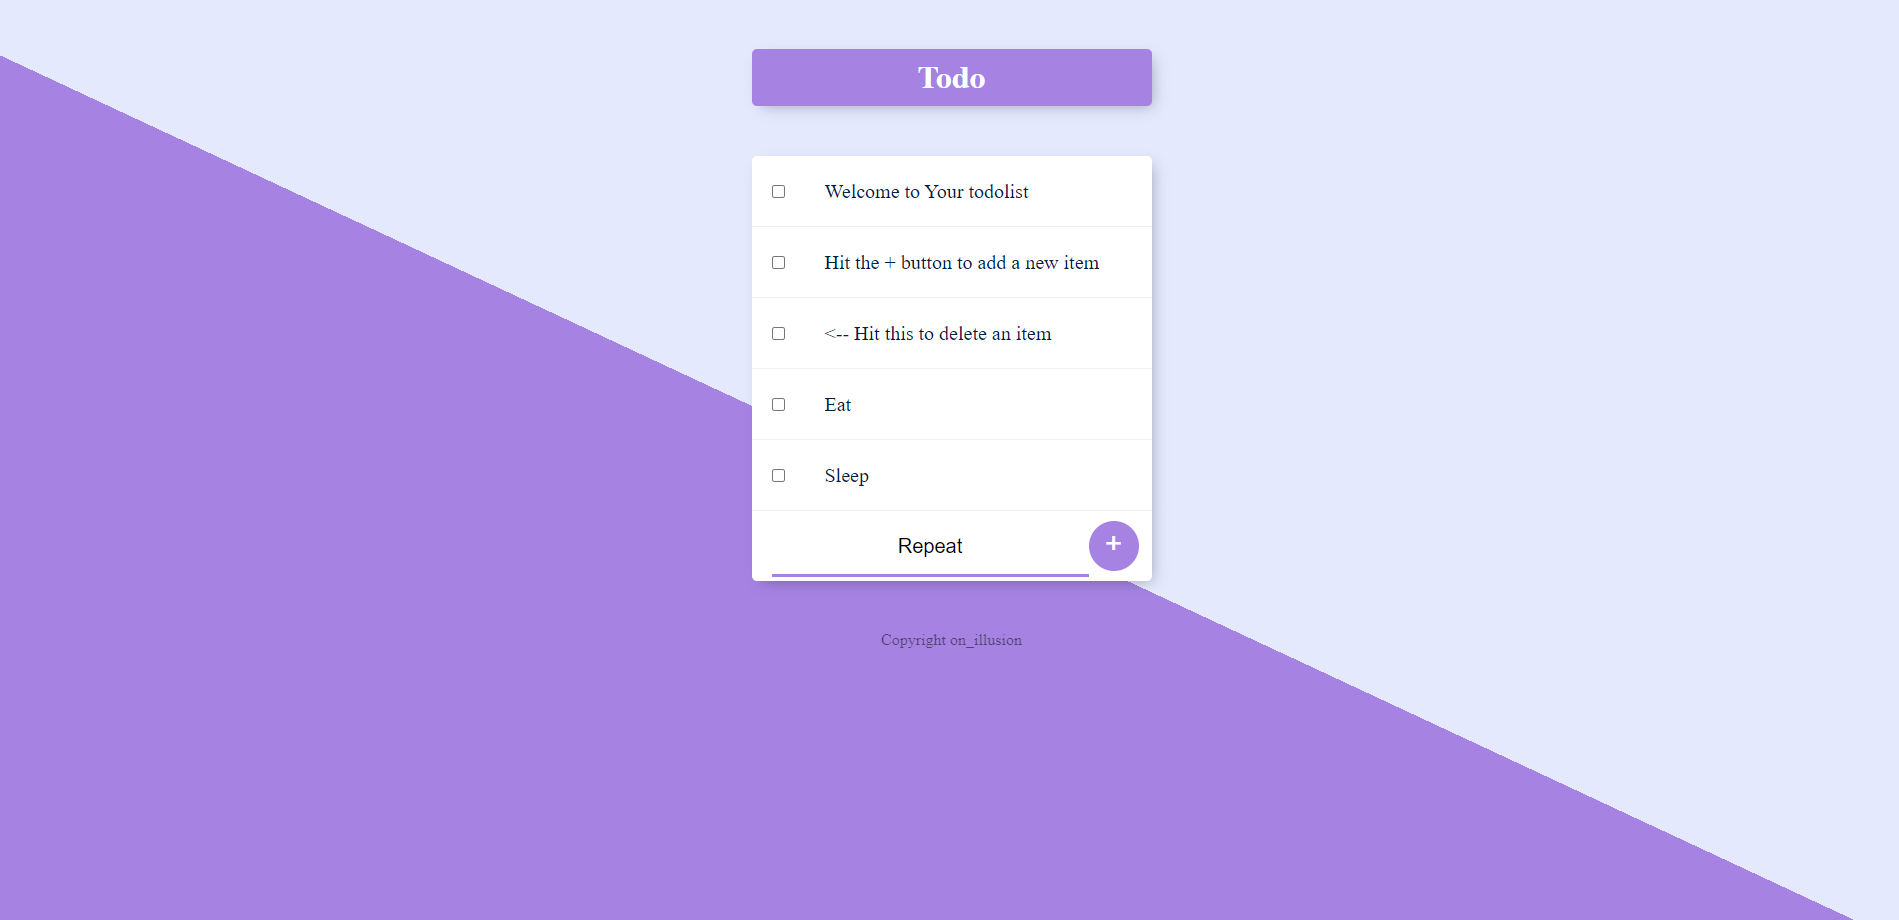 Todo
Welcome to Your todolist
Hit the + button to add a new item
<-- Hit this to delete an item
Eat
Sleep
Repeat +
Copyright on_illusion